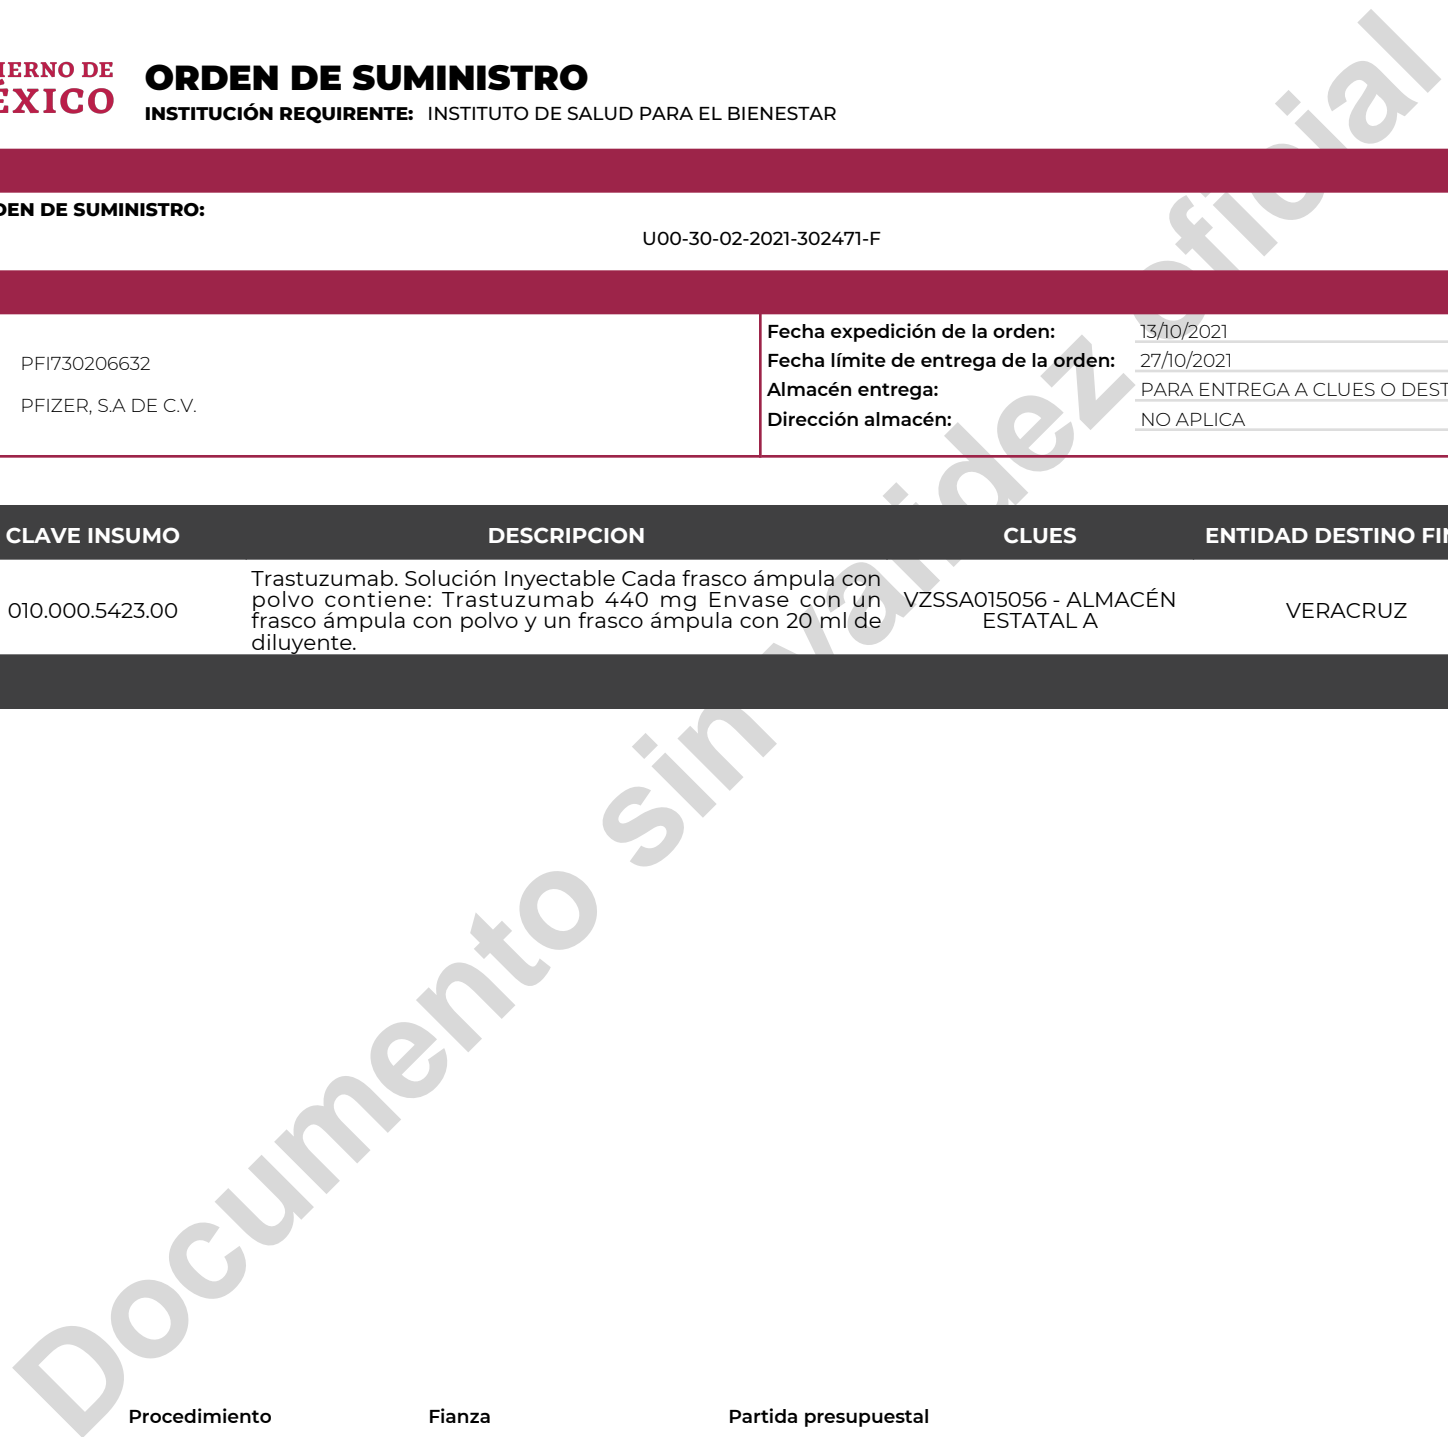 IERNO DE
ÉXICO
ORDEN DE SUMINISTRO
INSTITUCIÓN REQUIRENTE: INSTITUTO DE SALUD PARA EL BIENESTAR
DEN DE SUMINISTRO:
U00-30-02-2021-302471-F
PFI730206632
PFIZER, S.A DE C.V.
Fecha expedición de la orden: 13/10/2021
Fecha límite de entrega de la orden: 27/10/2021
Almacén entrega: PARA ENTREGA A CLUES O DEST
Dirección almacén: NO APLICA
CLAVE INSUMO DESCRIPCION CLUES ENTIDAD DESTINO FIN
010.000.5423.00
Trastuzumab. Solución Inyectable Cada frasco ámpula con
polvo contiene: Trastuzumab 440 mg Envase con un
frasco ámpula con polvo y un frasco ámpula con 20 ml de
diluyente.
VZSSA015056 - ALMACÉN
ESTATAL A
VERACRUZ
Documento sin validez oficial
Procedimiento Fianza Partida presupuestal